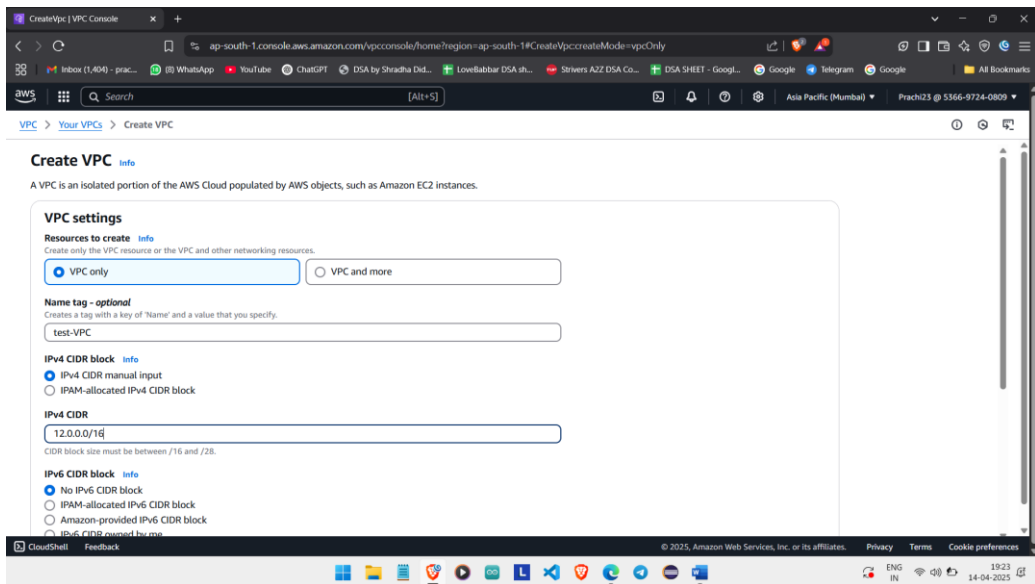 CreateVpc | VPC Console
ap-south-1.console.aws.amazon.com/vpcconsole/home?region=ap-south-1#CreateVpc:createMode=vpcOnly
Inbox (1,404) - prac... (8) WhatsApp YouTube ChatGPT DSA by Shradha Did... LoveBabbar DSA sh... Strivers A2Z DSA Co... DSA SHEET - Googl... Google Telegram Google All Bookmarks
aws Search [Alt+S] Asia Pacific (Mumbai) Prachi23 @ 5366-9724-0809
VPC > Your VPCs > Create VPC
Create VPC Info
A VPC is an isolated portion of the AWS Cloud populated by AWS objects, such as Amazon EC2 instances.
VPC settings
Resources to create Info
Create only the VPC resource or the VPC and other networking resources.
VPC only VPC and more
Name tag - optional
Creates a tag with a key of 'Name' and a value that you specify.
test-VPC
IPv4 CIDR block Info
IPv4 CIDR manual input
IPAM-allocated IPv4 CIDR block
IPv4 CIDR
12.0.0.0/16
CIDR block size must be between /16 and /28.
IPv6 CIDR block Info
No IPv6 CIDR block
IPAM-allocated IPv6 CIDR block
Amazon-provided IPv6 CIDR block
IPv6 CIDR owned by me
CloudShell Feedback © 2025, Amazon Web Services, Inc. or its affiliates. Privacy Terms Cookie preferences
ENG 19:23
IN 14-04-2025